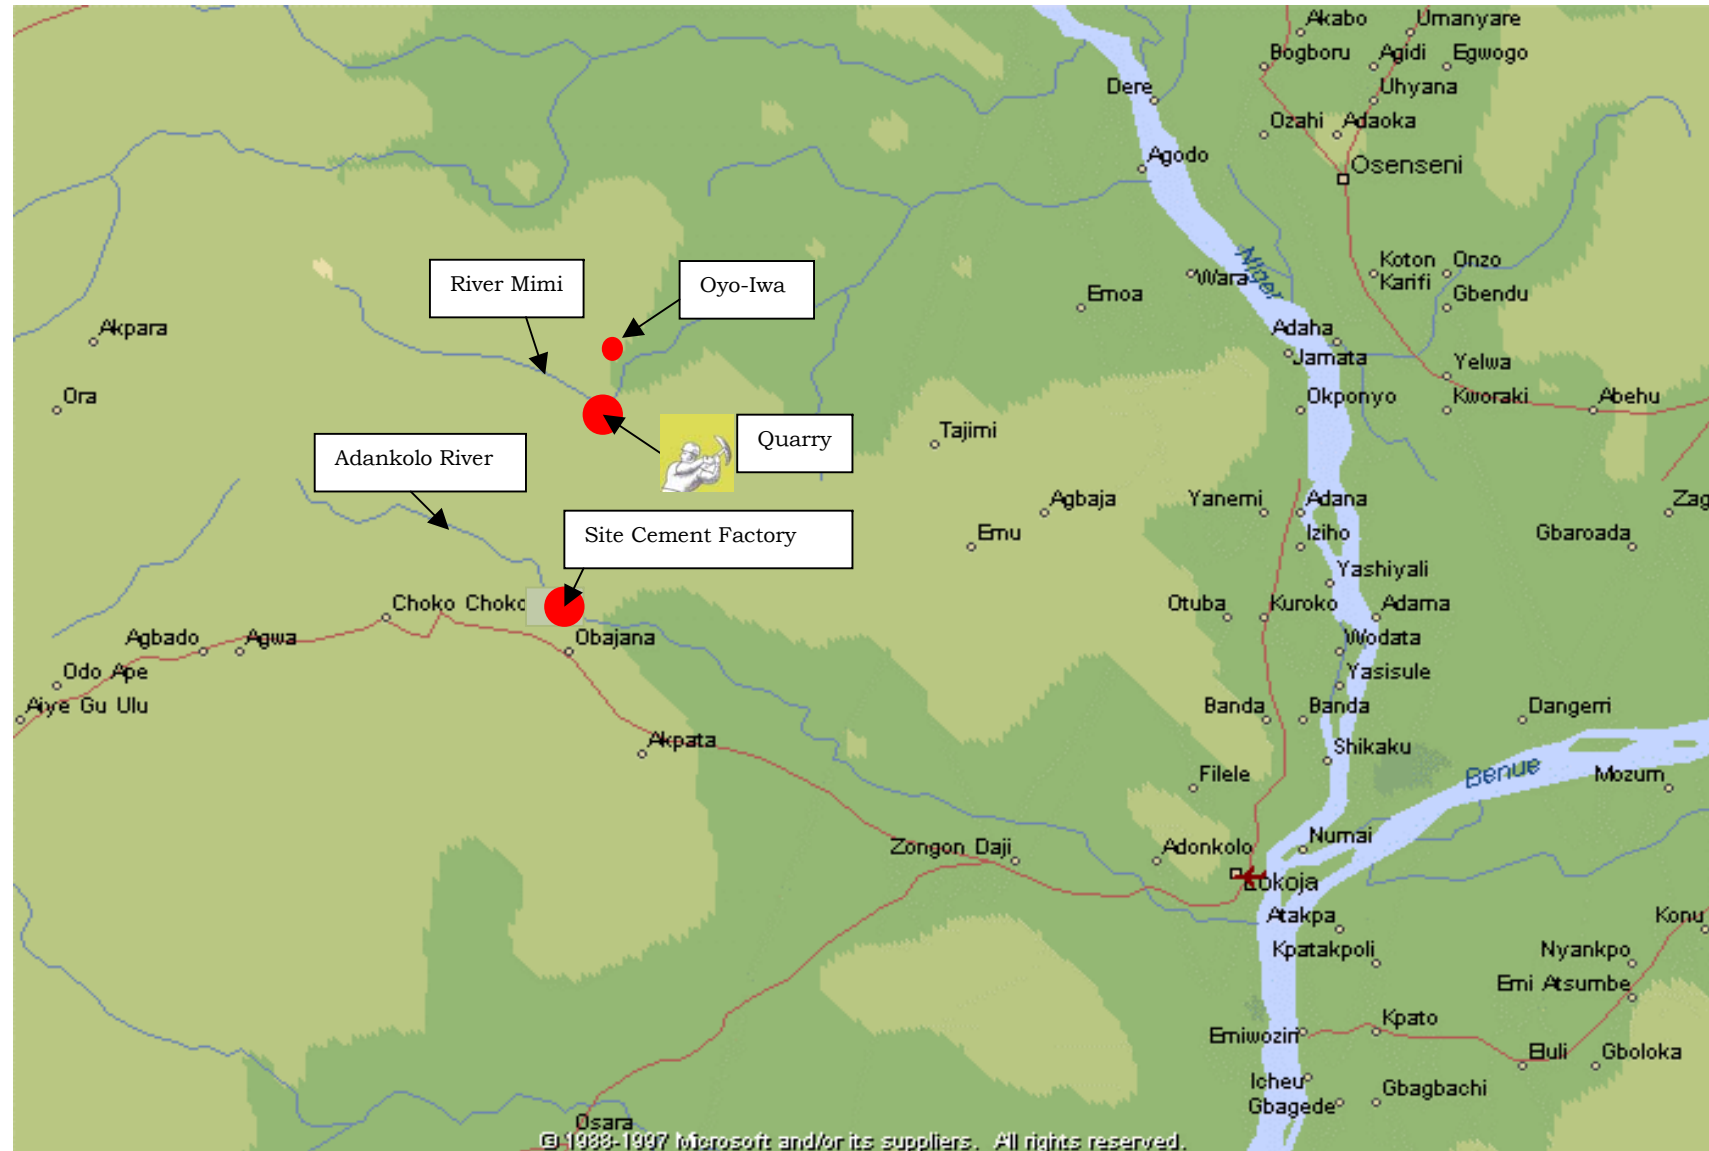 Akabo
Umanyare
Bogboru
Agidi
Egwogo
Dere
Uhyana
Ozahi
Adaoka
Agodo
Osenseni
River Mimi
Oyo-Iwa
Niger
Wara
Koton
Karifi
Onzo
Emoa
Gbendu
Akpara
Adaha
Jamata
Yelwa
Ora
Okponyo
Kworaki
Abehu
Quarry
Tajimi
Adankolo River
Agbaja
Yanemi
Adana
Zag
Site Cement Factory
Emu
Iziho
Gbaroada
Yashiyali
Choko Choko
Otuba
Kuroko
Adama
Agbado
Agwa
Obajana
Wodata
Odo Ape
Yasisule
Aiye Gu Ulu
Banda
Banda
Dangerri
Akpata
Shikaku
Filele
Benue
Mozum
Zongon Daji
Adonkolo
Numai
Lokoja
Atakpa
Konu
Kpatakpoli
Nyankpo
Emi Atsumbe
Emiwoziri
Kpato
Eluli
Gboloka
Icheu
Gbagbachi
Gbagede
Osara
© 1988-1997 Microsoft and/or its suppliers. All rights reserved.